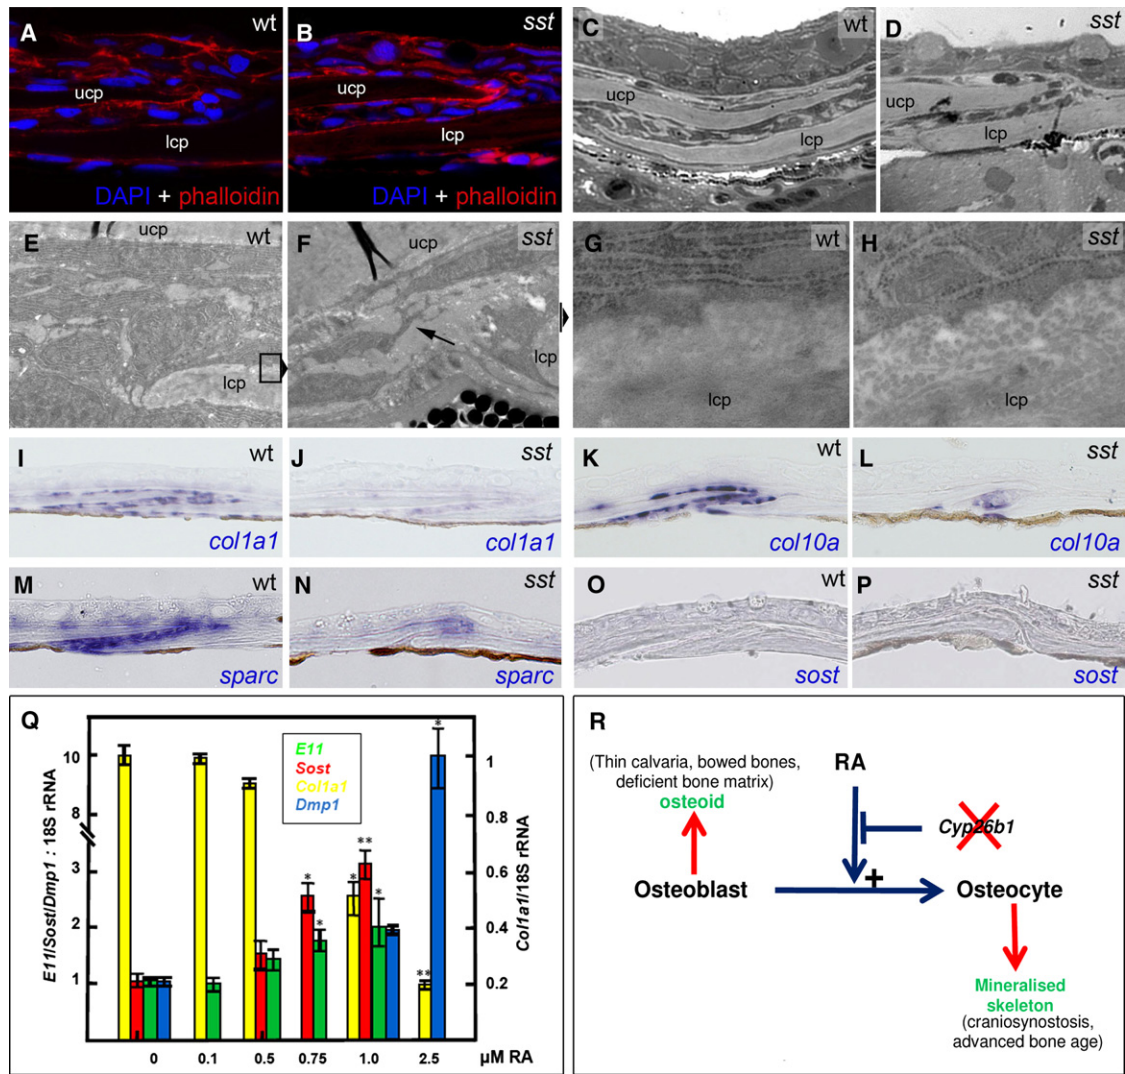 A
wt
ucp
lcp
DAPI + phalloidin
B
sst
ucp
lcp
DAPI + phalloidin
C
wt
ucp
lcp
D
sst
ucp
lcp
E
ucp
wt
lcp
F
ucp
sst
lcp
G
wt
lcp
H
sst
lcp
I
wt
col1a1
J
sst
col1a1
K
wt
col10a
L
sst
col10a
M
wt
sparc
N
sst
sparc
O
wt
sost
P
sst
sost
Q
E11/Sost/Dmp1 : 18S rRNA
10
8
3
2
1
E11
Sost
Col1a1
Dmp1
*
*
*
**
*
**
*
1
0.8
0.6
0.4
0.2
Col1a1/18S rRNA
0 0.1 0.5 0.75 1.0 2.5 µM RA
R
(Thin calvaria, bowed bones,
deficient bone matrix)
osteoid
RA
Cyp26b1
+
Osteoblast
Osteocyte
Mineralised
skeleton
(craniosynostosis,
advanced bone age)